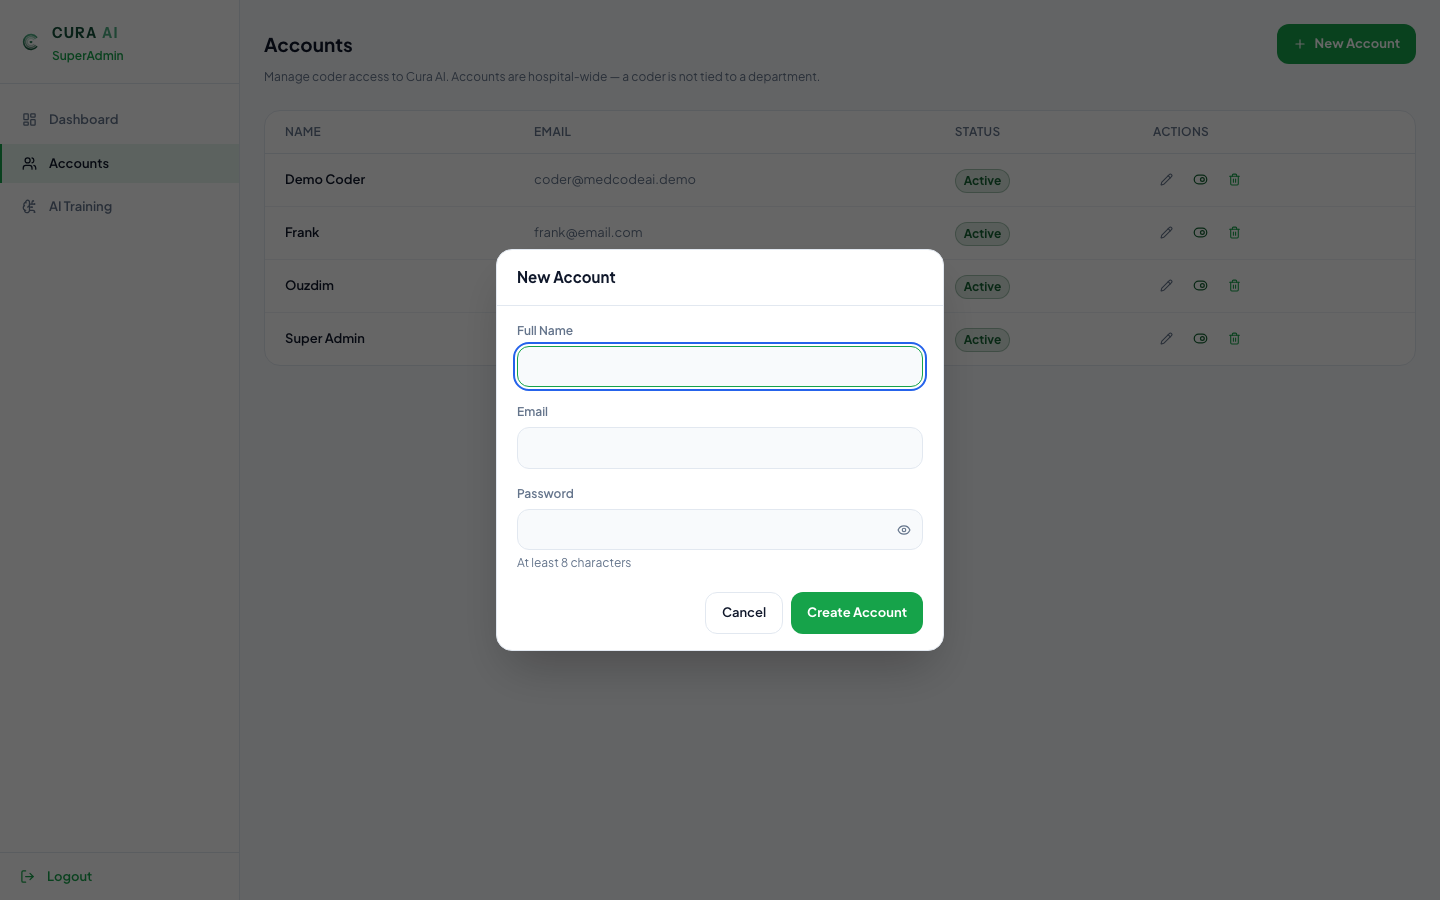 CURA AI
SuperAdmin
Dashboard
Accounts
AI Training
Logout
Accounts
Manage coder access to Cura AI. Accounts are hospital-wide — a coder is not tied to a department.
New Account
NAME EMAIL STATUS ACTIONS
Demo Coder coder@medcodeai.demo Active
Frank frank@email.com Active
Ouzdim Active
Super Admin Active
New Account
Full Name
Email
Password
At least 8 characters
Cancel Create Account